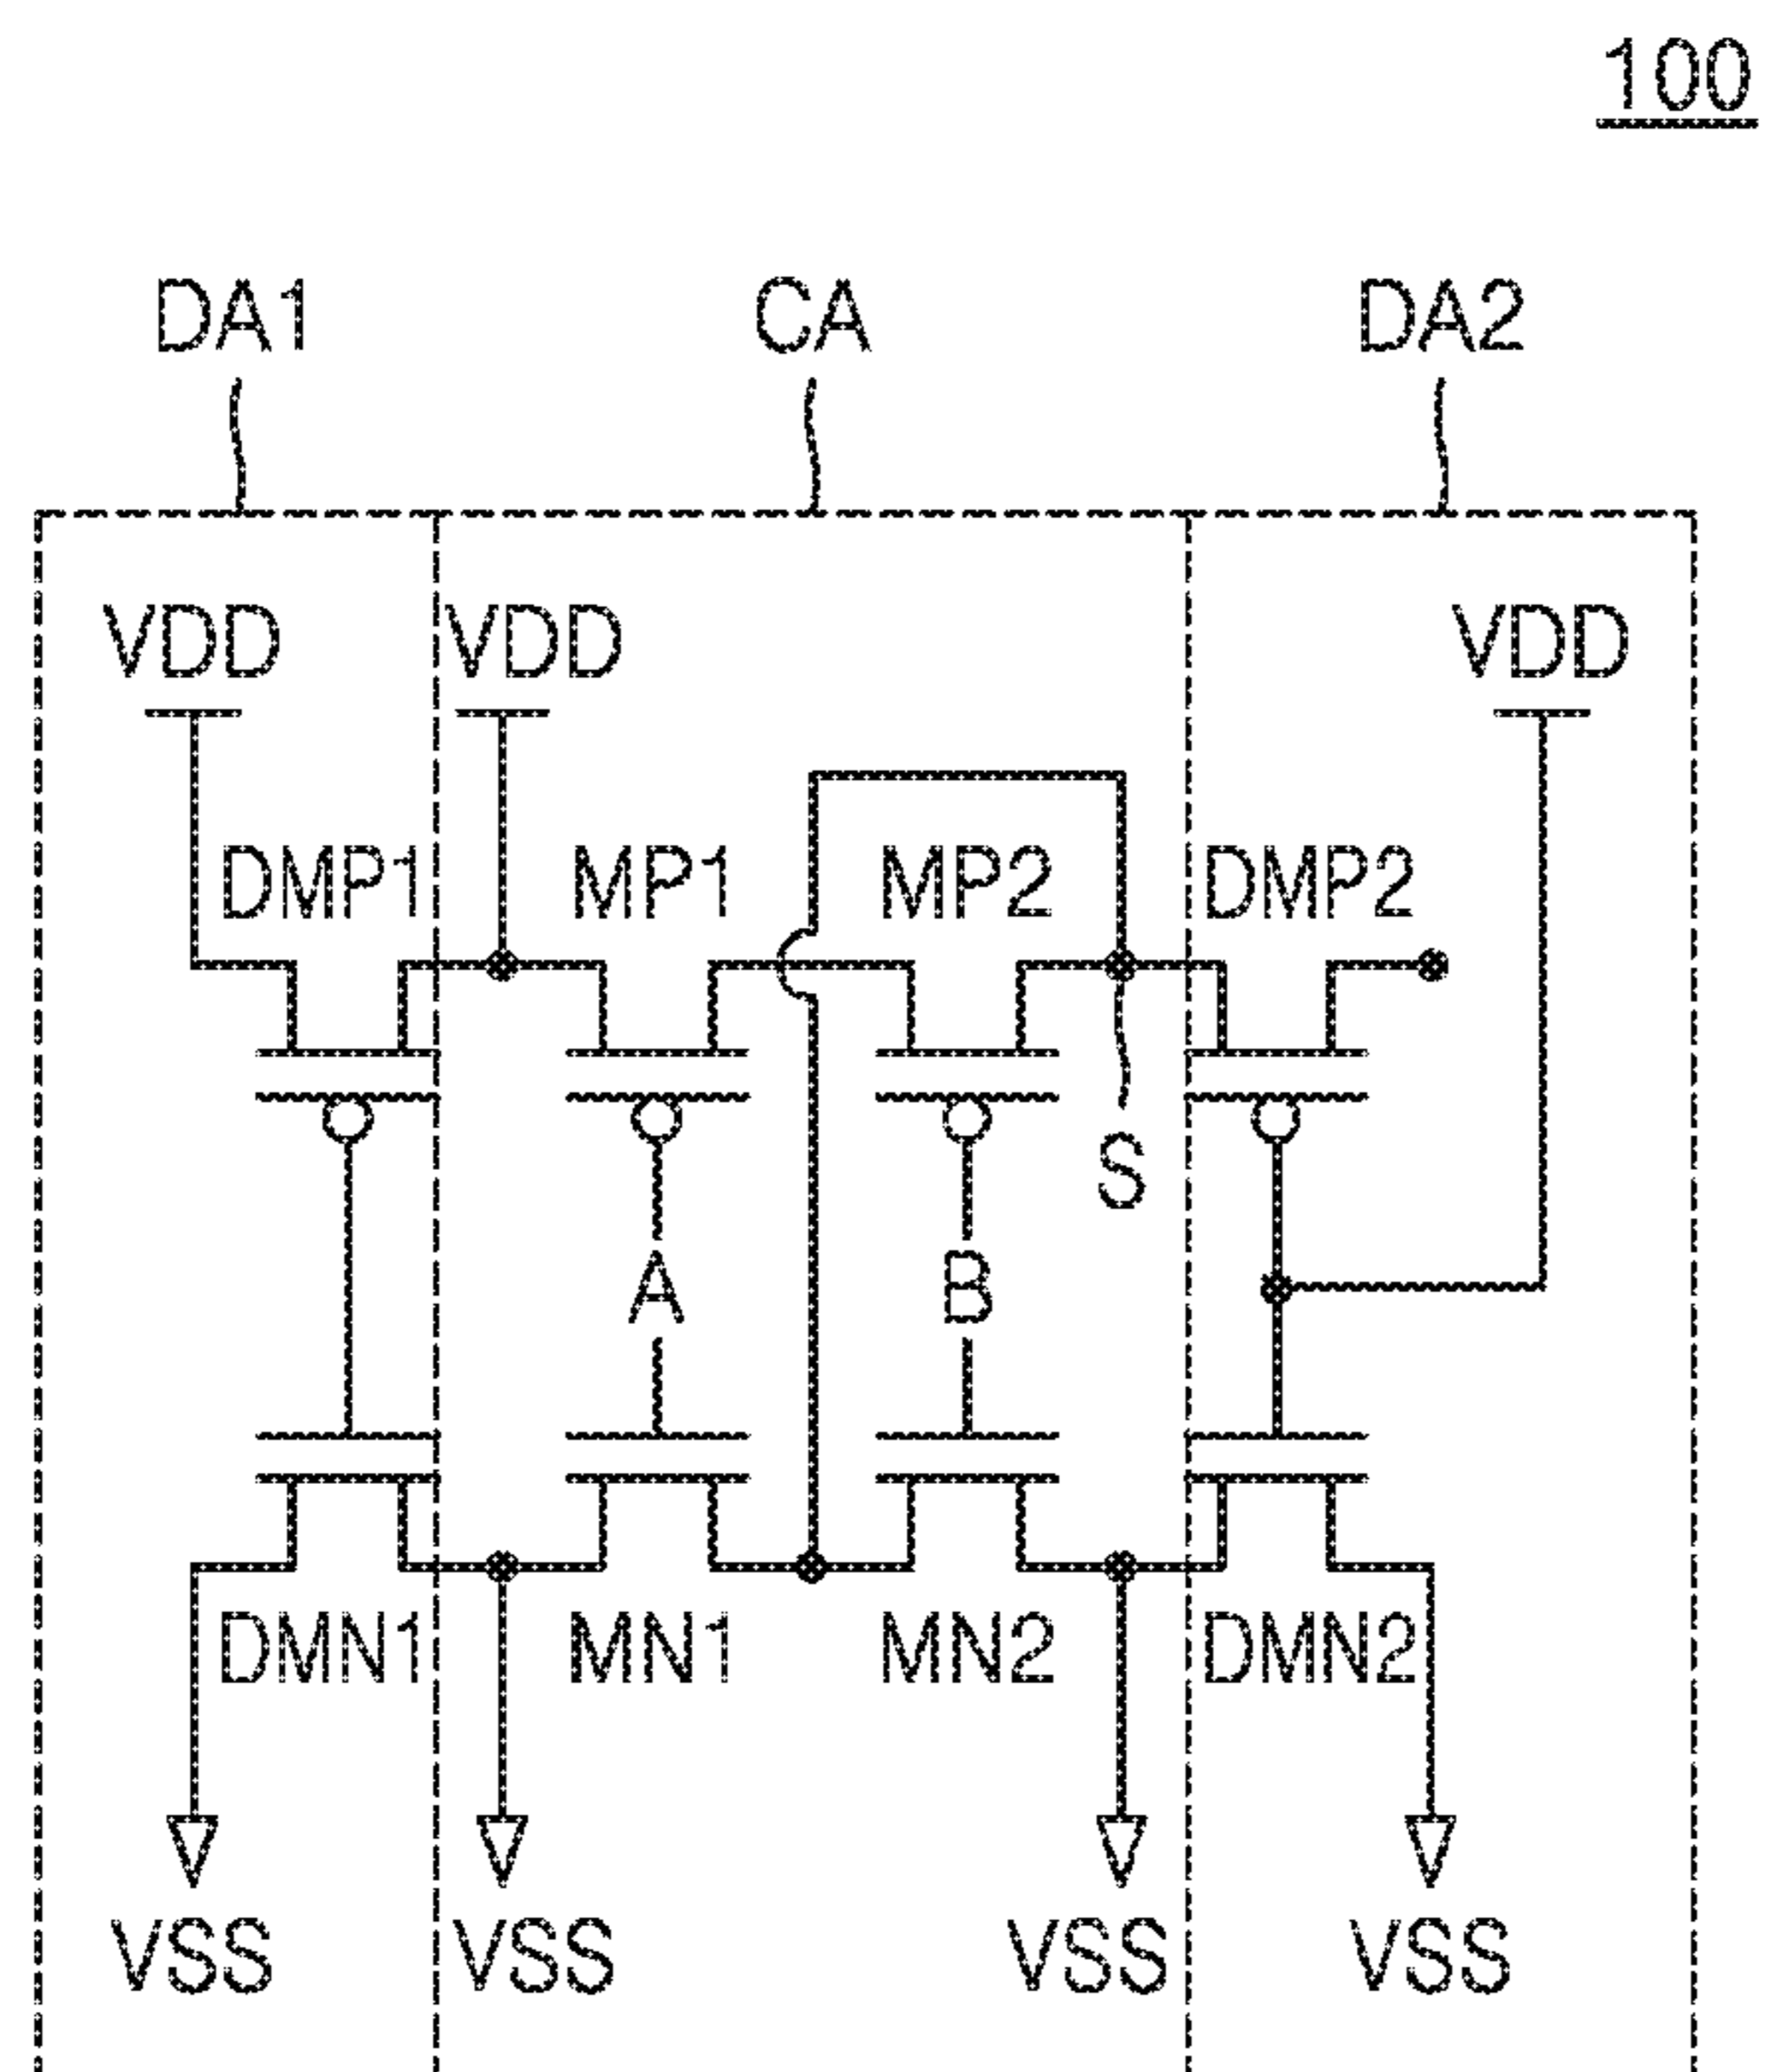 100
DA1 CA DA2
VDD VDD VDD
DMP1 MP1 MP2 DMP2
S
A B
DMN1 MN1 MN2 DMN2
VSS VSS VSS VSS